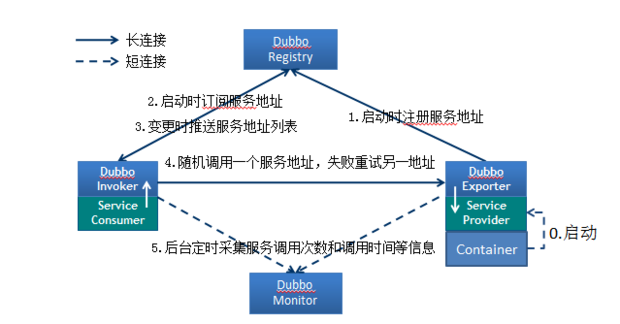 长连接
短连接
Dubbo
Registry
2.启动时订阅服务地址
3.变更时推送服务地址列表
1.启动时注册服务地址
4.随机调用一个服务地址，失败重试另一地址
Dubbo
Invoker
Service
Consumer
Dubbo
Exporter
Service
Provider
Container
0.启动
5.后台定时采集服务调用次数和调用时间等信息
Dubbo
Monitor